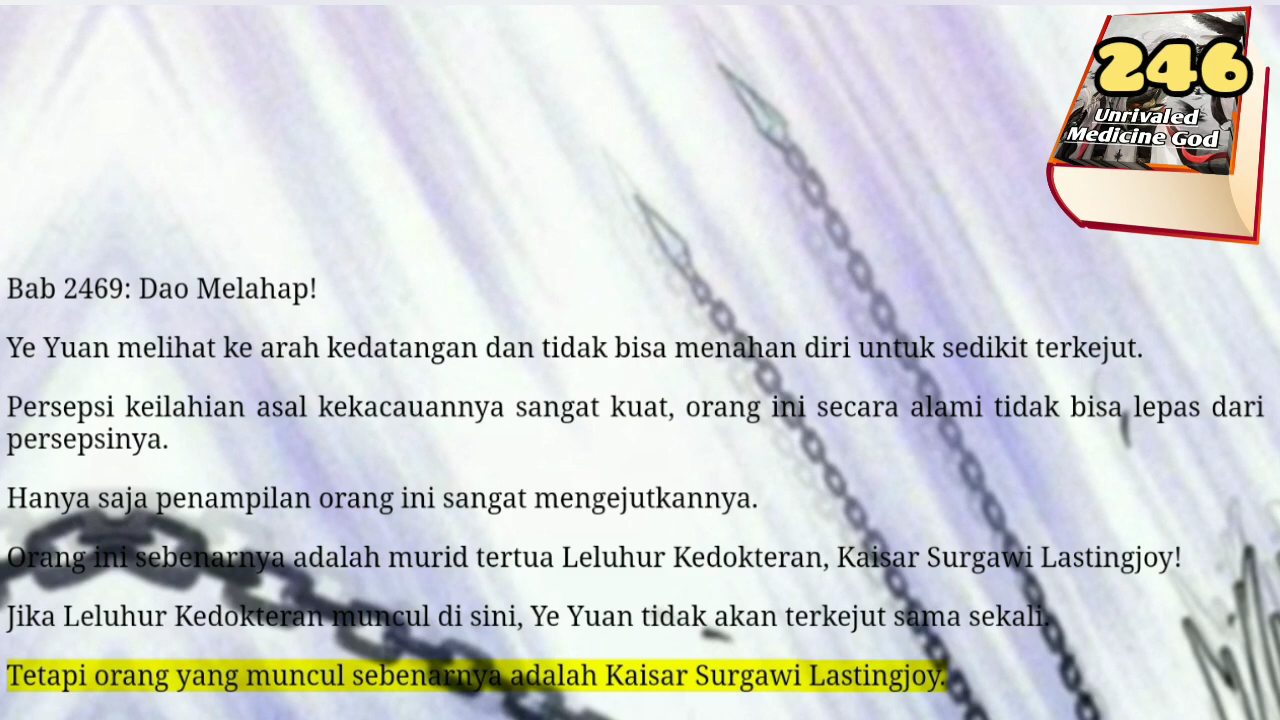 246
Unrivaled
Medicine God
Bab 2469: Dao Melahap!
Ye Yuan melihat ke arah kedatangan dan tidak bisa menahan diri untuk sedikit terkejut.
Persepsi keilahian asal kekacauannya sangat kuat, orang ini secara alami tidak bisa lepas dari
persepsinya.
Hanya saja penampilan orang ini sangat mengejutkannya.
Orang ini sebenarnya adalah murid tertua Leluhur Kedokteran, Kaisar Surgawi Lastingjoy!
Jika Leluhur Kedokteran muncul di sini, Ye Yuan tidak akan terkejut sama sekali.
Tetapi orang yang muncul sebenarnya adalah Kaisar Surgawi Lastingjoy.